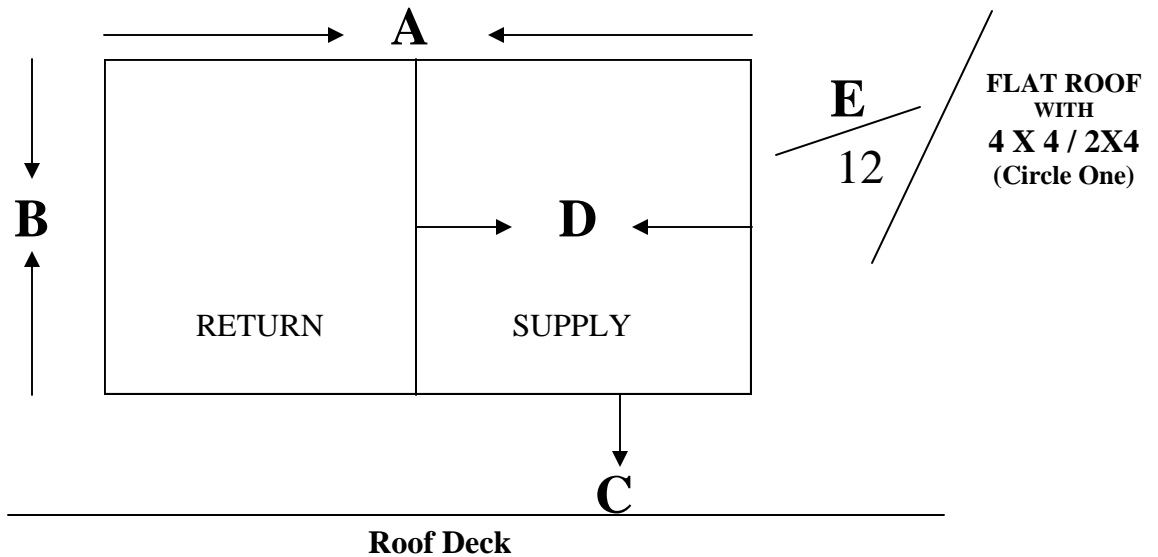 A
FLAT ROOF
WITH
4 X 4 / 2X4
(Circle One)
E
12
B
D
RETURN
SUPPLY
C
Roof Deck